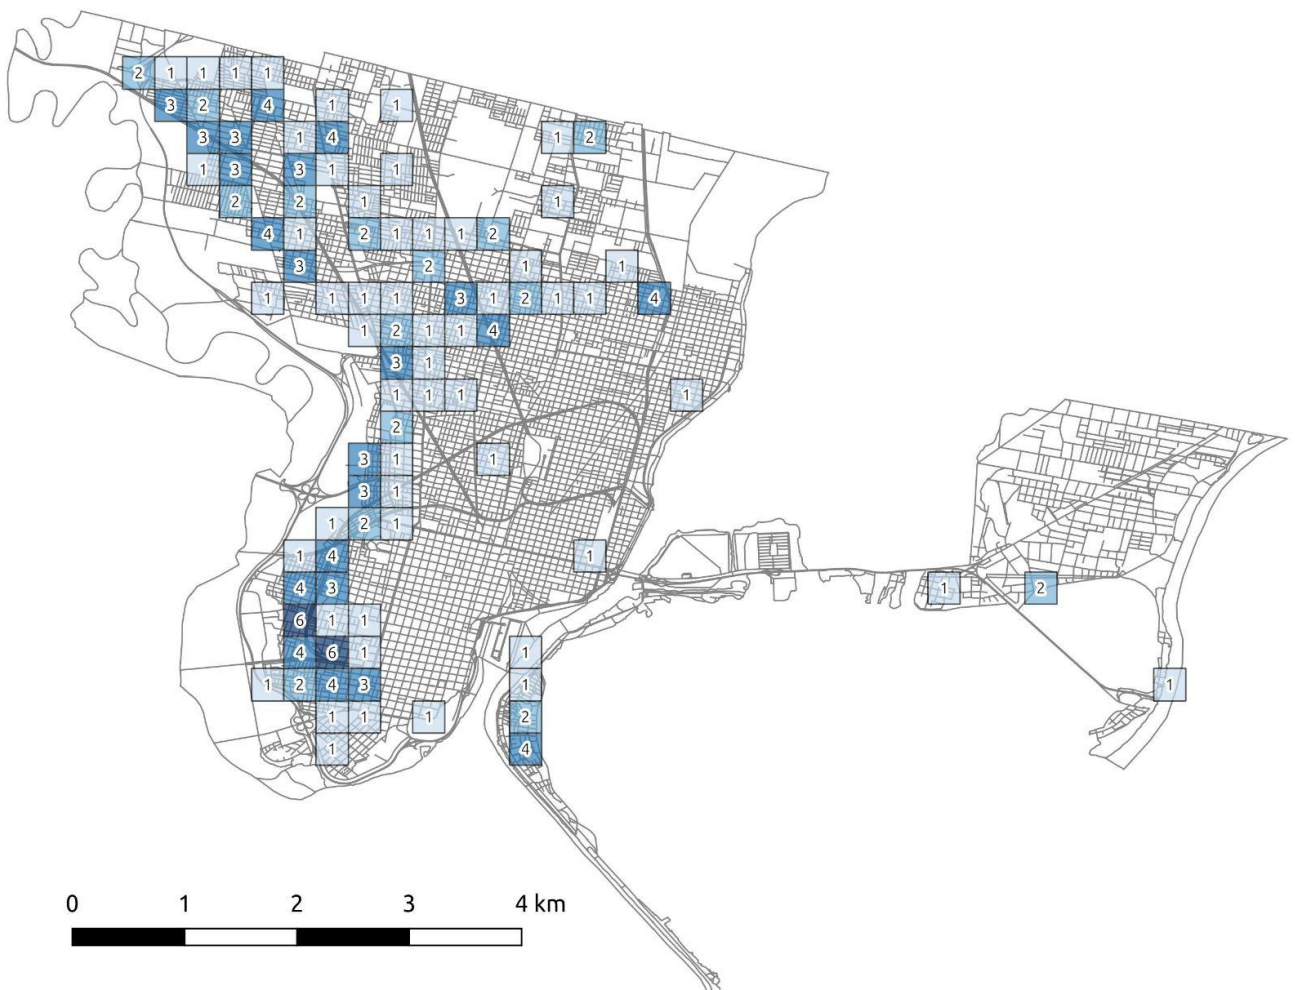 2 1 1 1 1
3 2 4 1 1
3 3 1 4 1 2
1 3 3 1 1
2 2 1 1
4 1 2 1 1 1 2
3 2 1 1
1 1 1 1 3 1 2 1 1 4
1 2 1 1 4
3 1
1 1 1 1
2
3 1 1
3 1
1 2 1
1 4 1
4 3 1 2
6 1 1
4 6 1 1
1 2 4 3 1 1
1 1 1 2
1 4
0 1 2 3 4 km